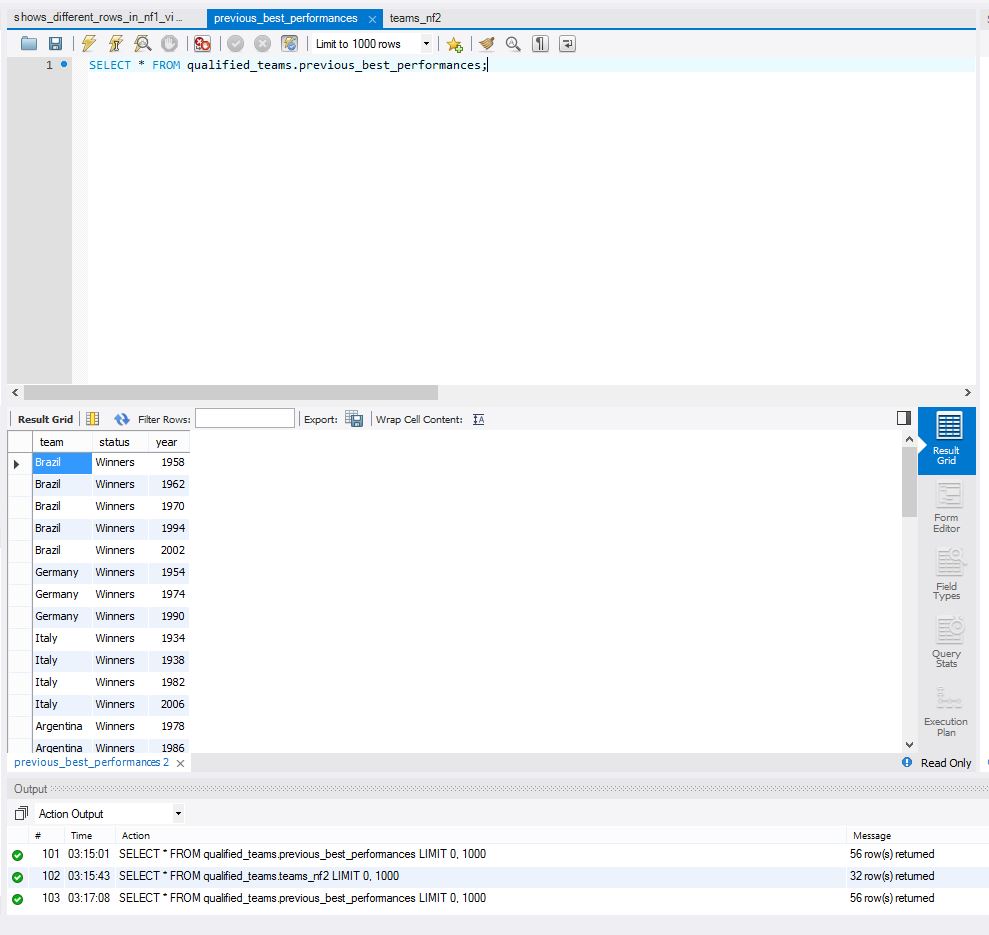 shows_different_rows_in_nf1_vi... previous_best_performances × teams_nf2
Limit to 1000 rows
1 SELECT * FROM qualified_teams.previous_best_performances;
Result Grid Filter Rows: Export: Wrap Cell Content:
team status year
Brazil Winners 1958
Brazil Winners 1962
Brazil Winners 1970
Brazil Winners 1994
Brazil Winners 2002
Germany Winners 1954
Germany Winners 1974
Germany Winners 1990
Italy Winners 1934
Italy Winners 1938
Italy Winners 1982
Italy Winners 2006
Argentina Winners 1978
Argentina Winners 1986
Result
Grid
Form
Editor
Field
Types
Query
Stats
Execution
Plan
previous_best_performances 2 × Read Only
Output
Action Output
# Time Action Message
101 03:15:01 SELECT * FROM qualified_teams.previous_best_performances LIMIT 0, 1000 56 row(s) returned
102 03:15:43 SELECT * FROM qualified_teams.teams_nf2 LIMIT 0, 1000 32 row(s) returned
103 03:17:08 SELECT * FROM qualified_teams.previous_best_performances LIMIT 0, 1000 56 row(s) returned